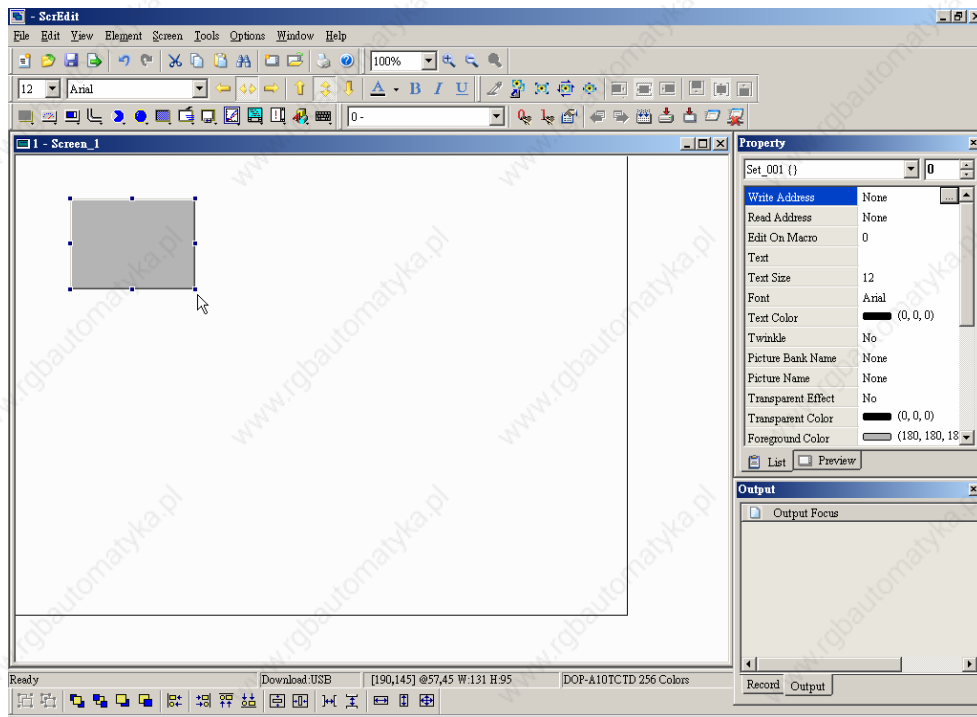 - ScrEdit
File Edit View Element Screen Tools Options Window Help
100%
12 Arial A B I U
0 -
1 - Screen_1
Property
Set_001 {} 0
Write Address None ...
Read Address None
Edit On Macro 0
Text
Text Size 12
Font Arial
Text Color (0, 0, 0)
Twinkle No
Picture Bank Name None
Picture Name None
Transparent Effect No
Transparent Color (0, 0, 0)
Foreground Color (180, 180, 18
List Preview
Output
Output Focus
Record Output
Ready Download:USB [190,145] @57,45 W:131 H:95 DOP-A10TCTD 256 Colors
www.rgbautomatyka.pl